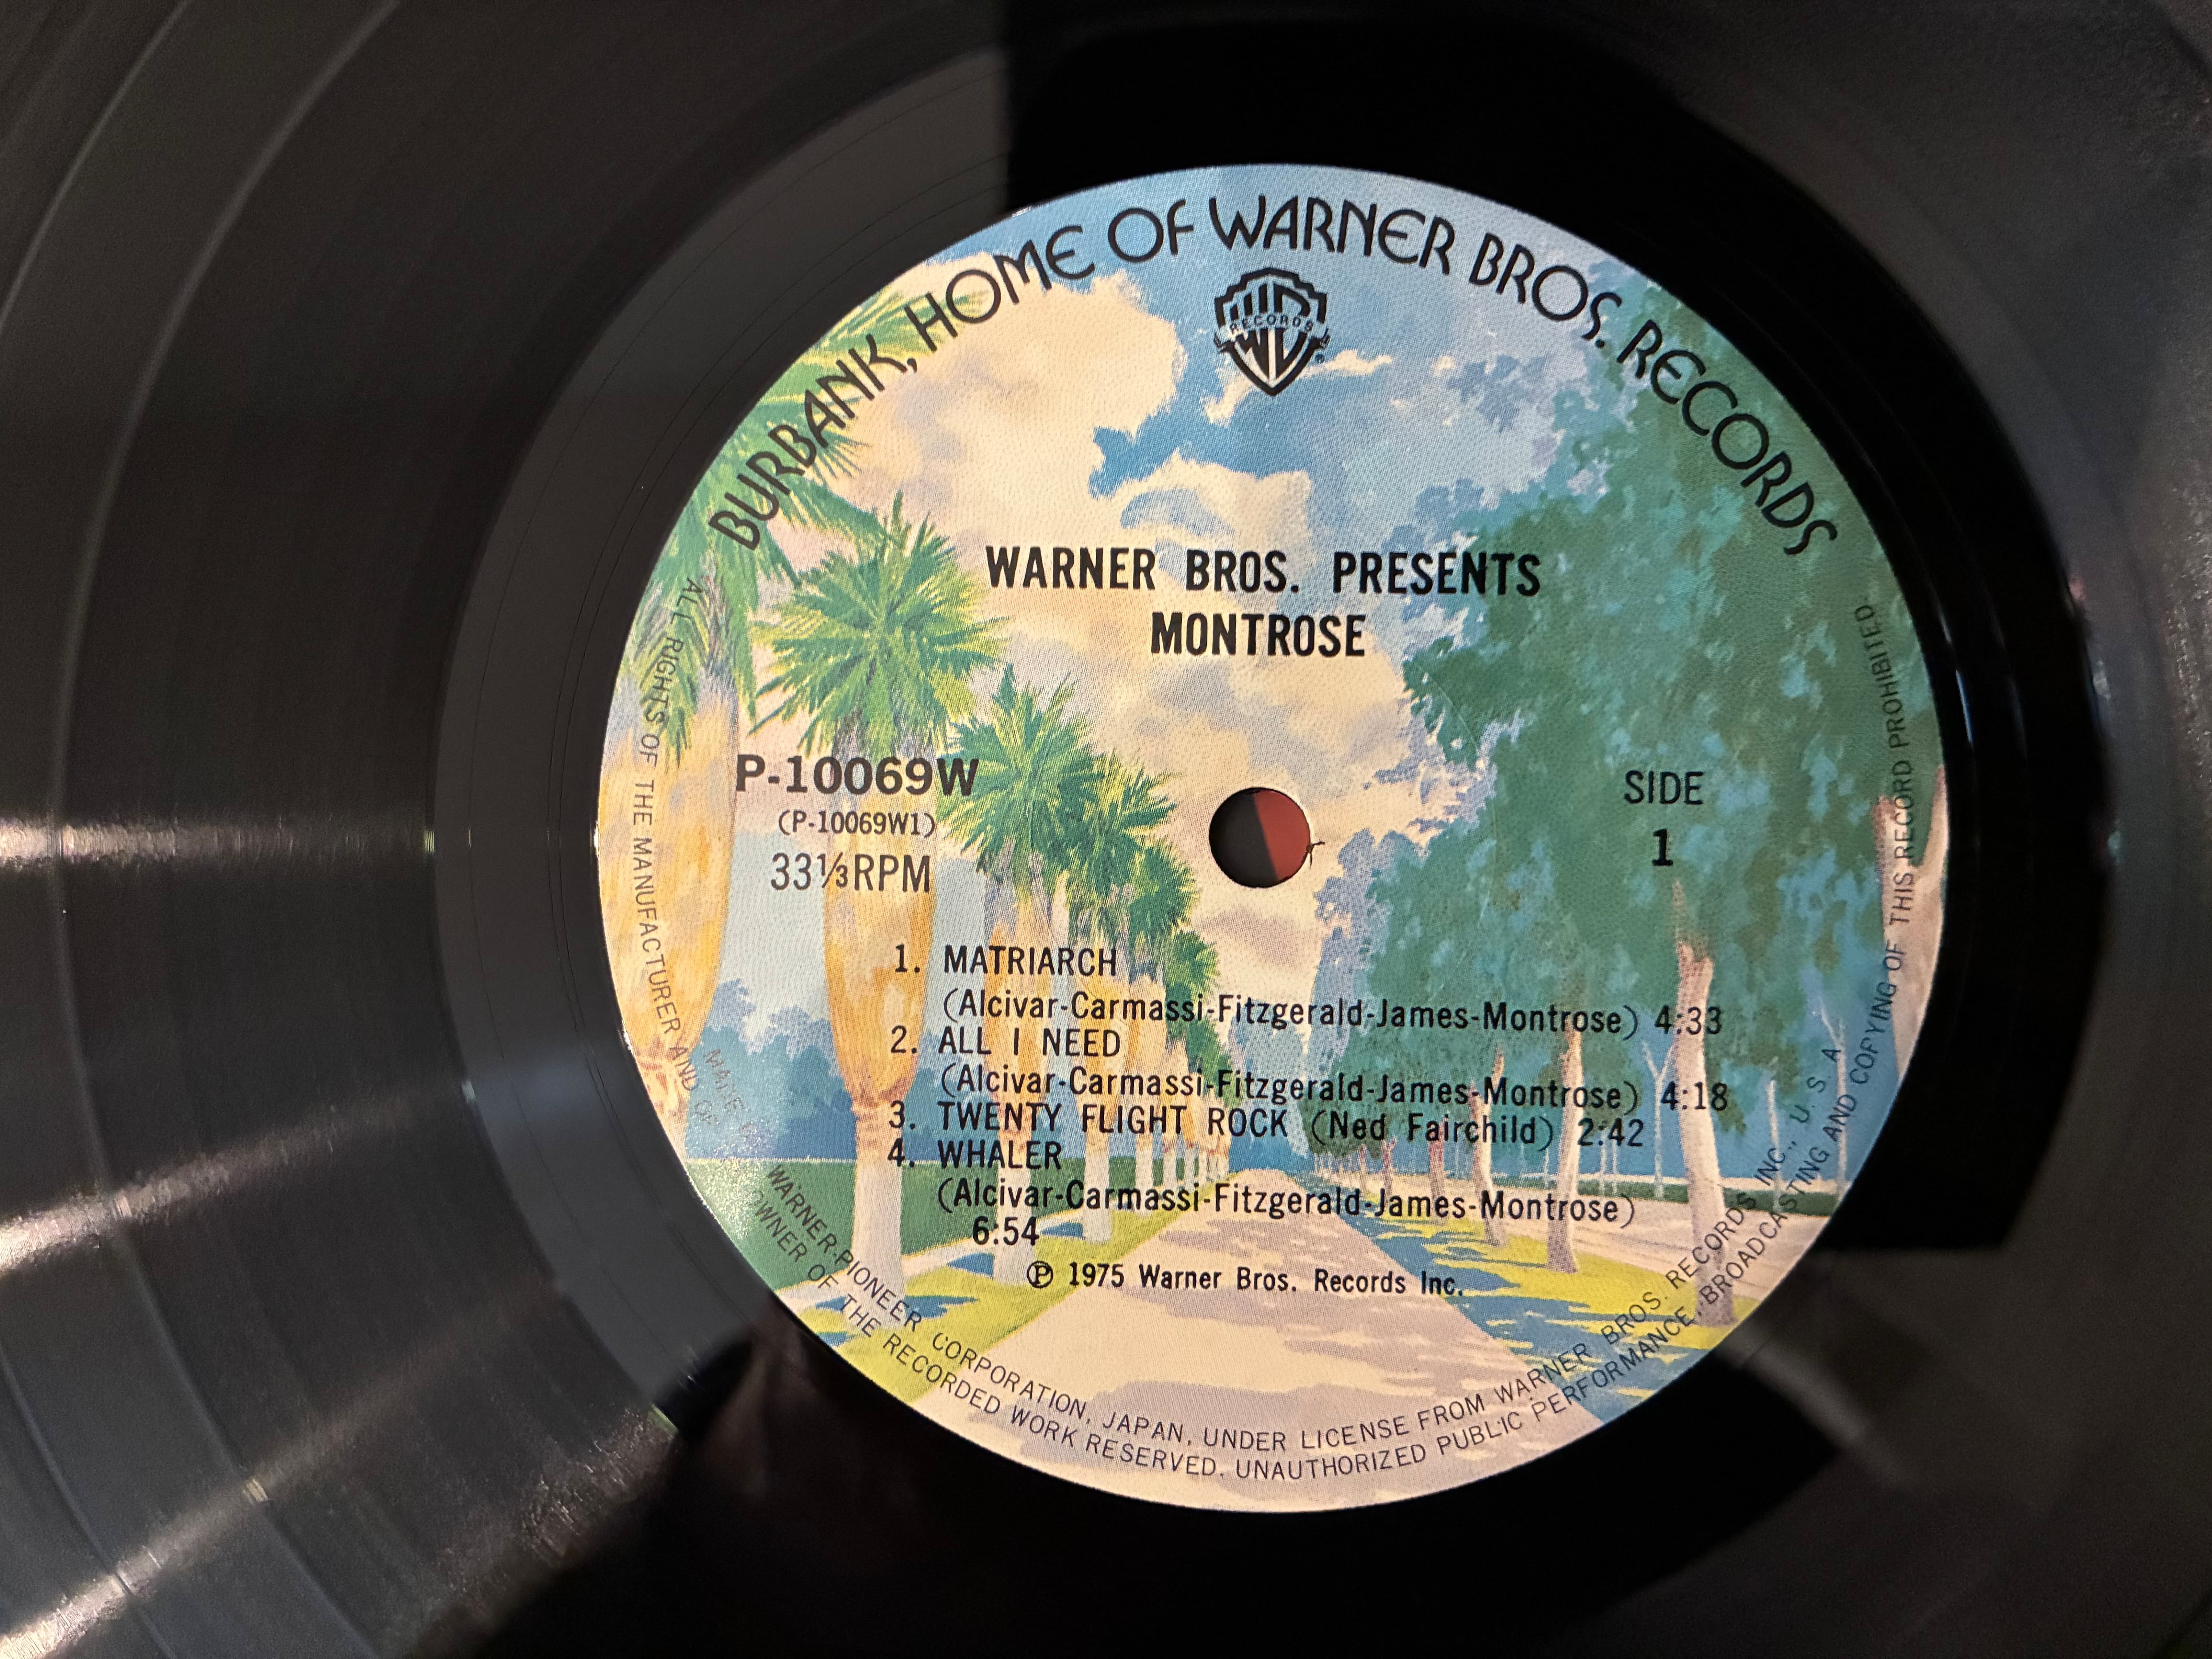 BURBANK, HOME OF WARNER BROS. RECORDS
RECORDS
WARNER BROS. PRESENTS
MONTROSE
P-10069W
(P-10069W1)
33⅓RPM
SIDE
1
1. MATRIARCH
(Alcivar-Carmassi-Fitzgerald-James-Montrose) 4:33
2. ALL I NEED
(Alcivar-Carmassi-Fitzgerald-James-Montrose) 4:18
3. TWENTY FLIGHT ROCK (Ned Fairchild) 2:42
4. WHALER
(Alcivar-Carmassi-Fitzgerald-James-Montrose)
6:54
Ⓟ 1975 Warner Bros. Records Inc.
MADE BY WARNER-PIONEER CORPORATION, JAPAN, UNDER LICENSE FROM WARNER BROS. RECORDS INC., U. S. A
ALL RIGHTS OF THE MANUFACTURER AND OF OWNER OF THE RECORDED WORK RESERVED. UNAUTHORIZED PUBLIC PERFORMANCE, BROADCASTING AND COPYING OF THIS RECORD PROHIBITED.